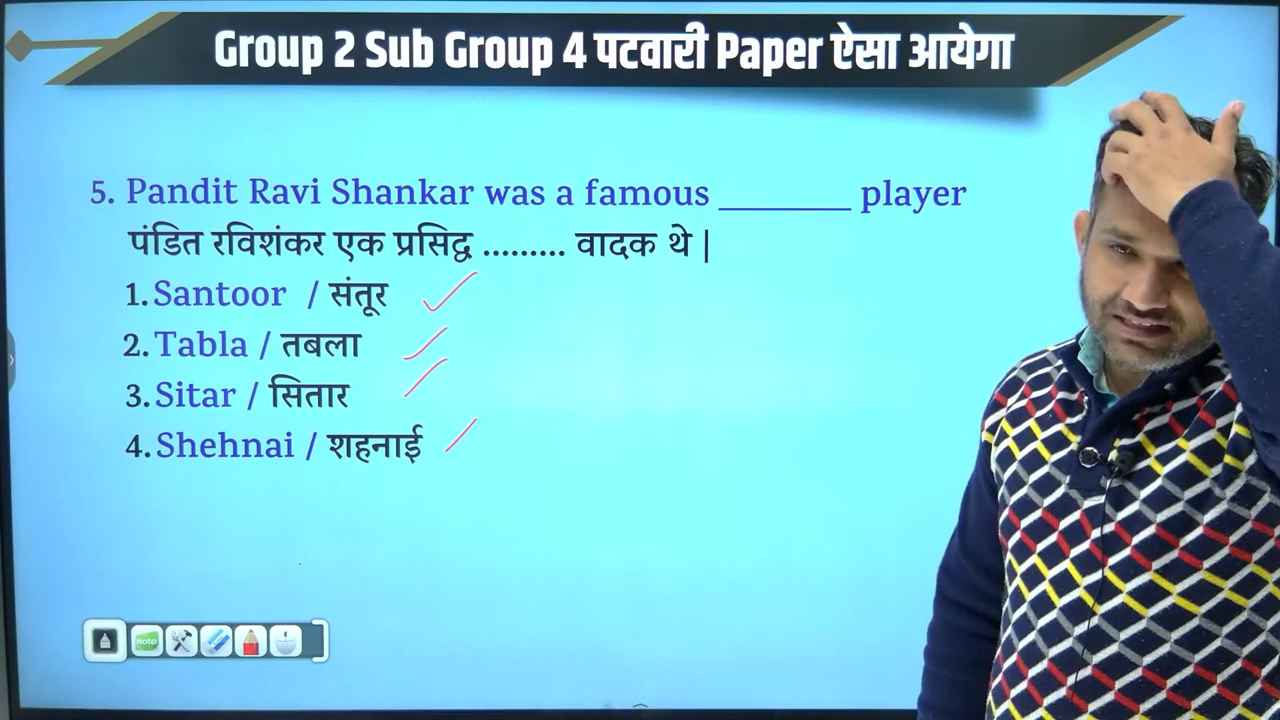 Group 2 Sub Group 4 पटवारी Paper ऐसा आयेगा
5. Pandit Ravi Shankar was a famous ________ player
पंडित रविशंकर एक प्रसिद्व ......... वादक थे |
1. Santoor / संतूर
2. Tabla / तबला
3. Sitar / सितार
4. Shehnai / शहनाई
Note